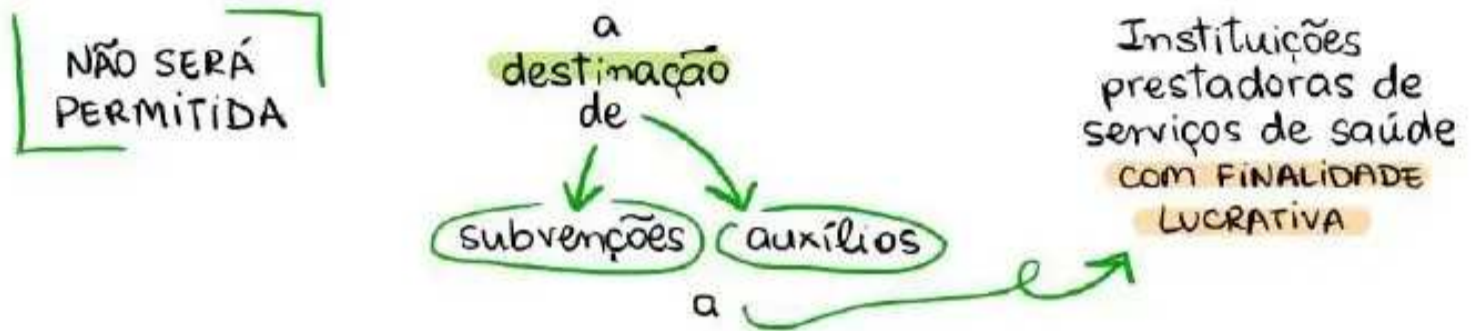 NÃO SERÁ
PERMITIDA
a
destinação
de
subvenções auxílios
a
Instituições
prestadoras de
serviços de saúde
COM FINALIDADE
LUCRATIVA